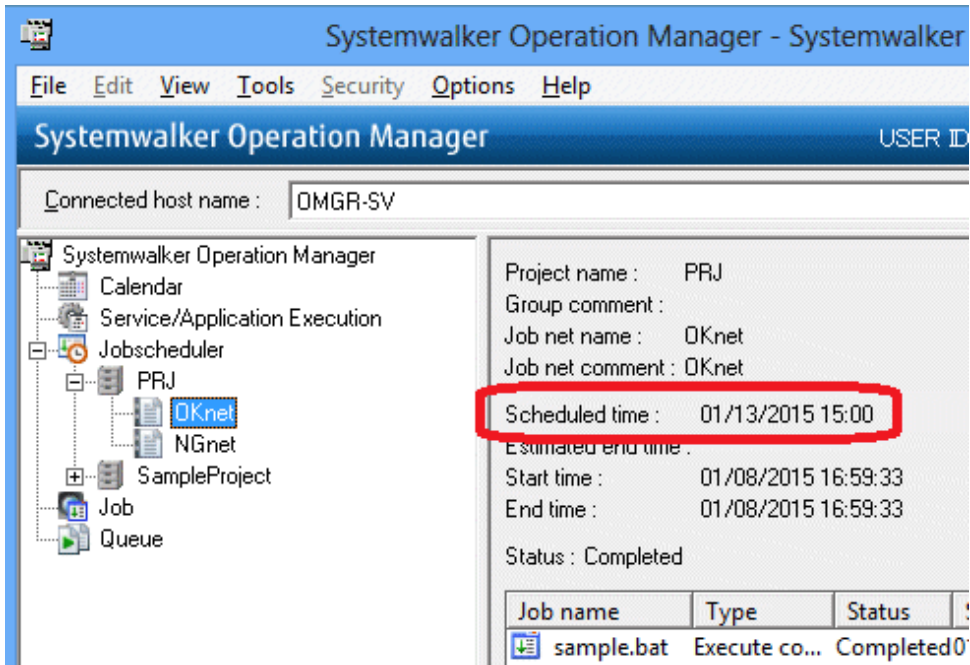 Systemwalker Operation Manager - Systemwalker
File Edit View Tools Security Options Help
Systemwalker Operation Manager USER ID
Connected host name : OMGR-SV
Systemwalker Operation Manager
Calendar
Service/Application Execution
Jobscheduler
PRJ
OKnet
NGnet
SampleProject
Job
Queue
Project name : PRJ
Group comment :
Job net name : OKnet
Job net comment : OKnet
Scheduled time : 01/13/2015 15:00
Estimated end time :
Start time : 01/08/2015 16:59:33
End time : 01/08/2015 16:59:33
Status : Completed
Job name Type Status
sample.bat Execute co... Completed